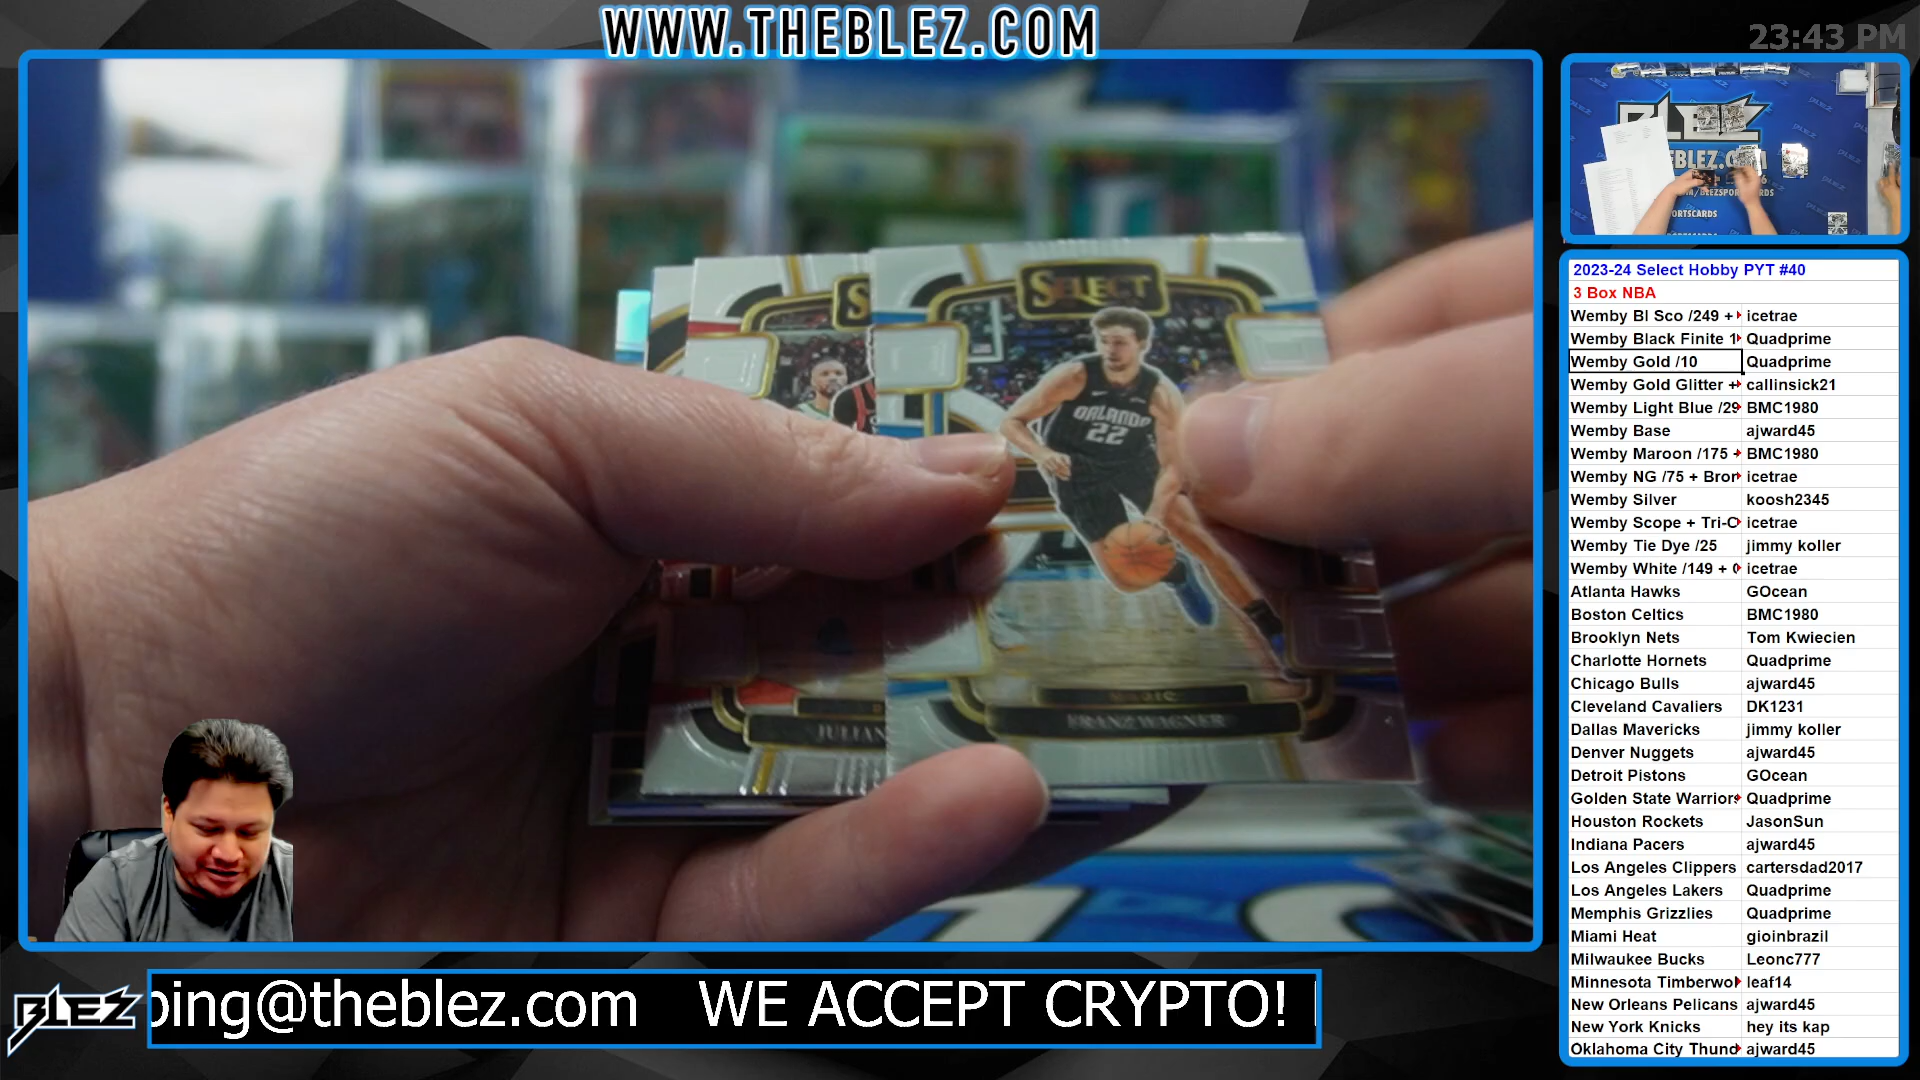 WWW.THEBLEZ.COM
23:43 PM
SELECT
ORLANDO
22
MAGIC
FRANZ WAGNER
JULIAN
BLEZ
2023-24 Select Hobby PYT #40
3 Box NBA
Wemby Bl Sco /249 + icetrae
Wemby Black Finite 1 Quadprime
Wemby Gold /10 Quadprime
Wemby Gold Glitter + callinsick21
Wemby Light Blue /29 BMC1980
Wemby Base ajward45
Wemby Maroon /175 + BMC1980
Wemby NG /75 + Bron icetrae
Wemby Silver koosh2345
Wemby Scope + Tri-C icetrae
Wemby Tie Dye /25 jimmy koller
Wemby White /149 + icetrae
Atlanta Hawks GOcean
Boston Celtics BMC1980
Brooklyn Nets Tom Kwiecien
Charlotte Hornets Quadprime
Chicago Bulls ajward45
Cleveland Cavaliers DK1231
Dallas Mavericks jimmy koller
Denver Nuggets ajward45
Detroit Pistons GOcean
Golden State Warriors Quadprime
Houston Rockets JasonSun
Indiana Pacers ajward45
Los Angeles Clippers cartersdad2017
Los Angeles Lakers Quadprime
Memphis Grizzlies Quadprime
Miami Heat gioinbrazil
Milwaukee Bucks Leonc777
Minnesota Timberwol leaf14
New Orleans Pelicans ajward45
New York Knicks hey its kap
Oklahoma City Thund ajward45
BLEZ
ping@theblez.com WE ACCEPT CRYPTO!